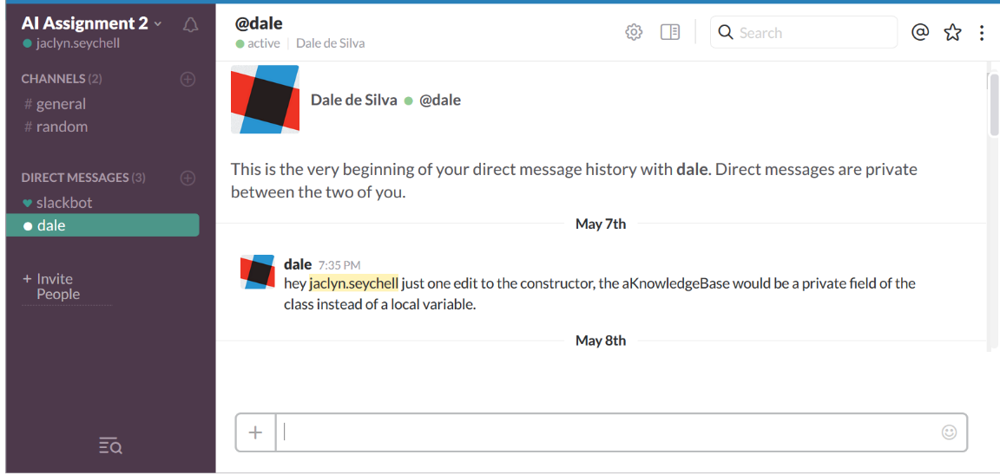 AI Assignment 2
jaclyn.seychell
CHANNELS (2)
# general
# random
DIRECT MESSAGES (3)
slackbot
dale
+ Invite
People
@dale
active | Dale de Silva
Search
Dale de Silva @dale
This is the very beginning of your direct message history with dale. Direct messages are private
between the two of you.
May 7th
dale 7:35 PM
hey jaclyn.seychell just one edit to the constructor, the aKnowledgeBase would be a private field of the
class instead of a local variable.
May 8th